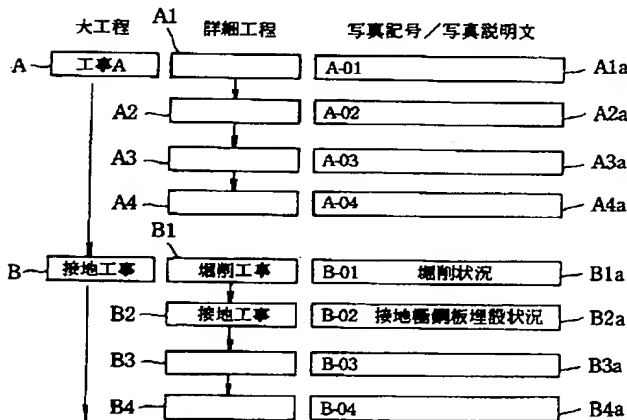 A1
大工程 詳細工程 写真記号/写真説明文
A 工事A A-01 A1a
A2 A-02 A2a
A3 A-03 A3a
A4 A-04 A4a
B1
B 接地工事 堀削工事 B-01 堀削状況 B1a
B2 接地工事 B-02 接地極銅板埋設状況 B2a
B3 B-03 B3a
B4 B-04 B4a